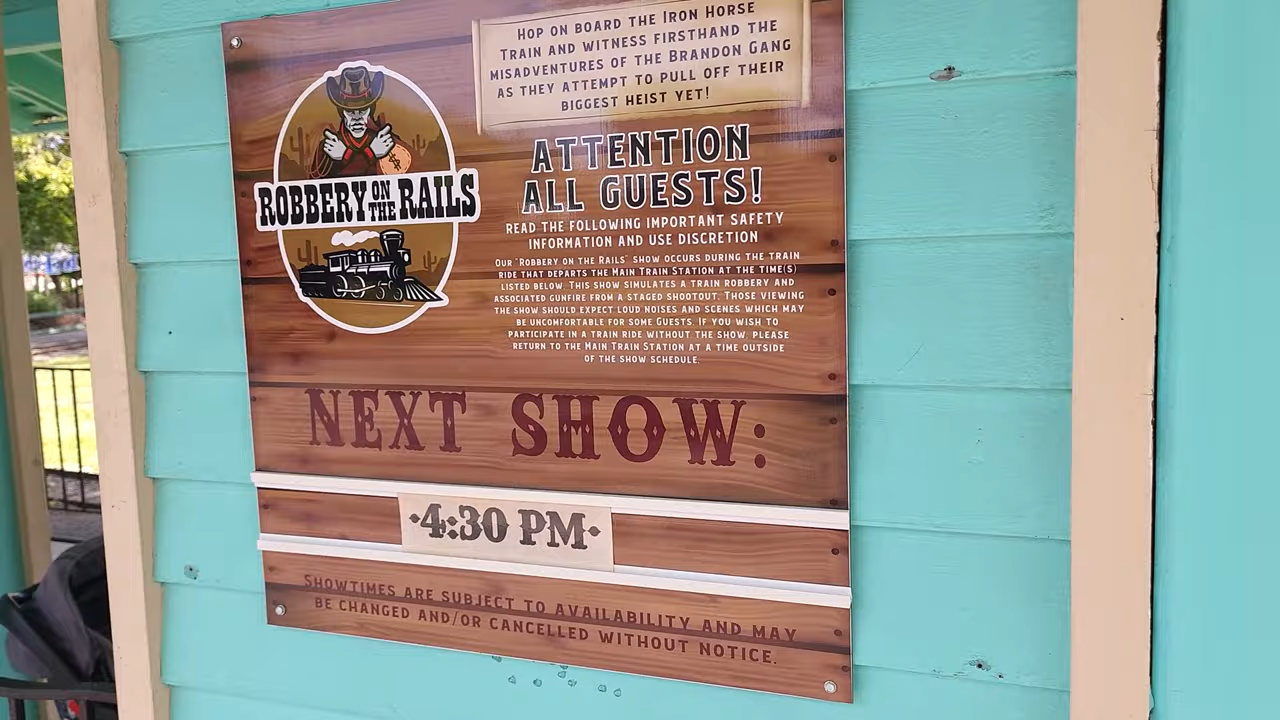 HOP ON BOARD THE IRON HORSE
TRAIN AND WITNESS FIRSTHAND THE
MISADVENTURES OF THE BRANDON GANG
AS THEY ATTEMPT TO PULL OFF THEIR
BIGGEST HEIST YET!
ROBBERY ON THE RAILS
ATTENTION
ALL GUESTS!
READ THE FOLLOWING IMPORTANT SAFETY
INFORMATION AND USE DISCRETION
OUR "ROBBERY ON THE RAILS" SHOW OCCURS DURING THE TRAIN
RIDE THAT DEPARTS THE MAIN TRAIN STATION AT THE TIME(S)
LISTED BELOW. THIS SHOW SIMULATES A TRAIN ROBBERY AND
ASSOCIATED GUNFIRE FROM A STAGED SHOOTOUT. THOSE VIEWING
THE SHOW SHOULD EXPECT LOUD NOISES AND SCENES WHICH MAY
BE UNCOMFORTABLE FOR SOME GUESTS. IF YOU WISH TO
PARTICIPATE IN A TRAIN RIDE WITHOUT THE SHOW, PLEASE
RETURN TO THE MAIN TRAIN STATION AT A TIME OUTSIDE
OF THE SHOW SCHEDULE.
NEXT SHOW:
·4:30 PM·
SHOWTIMES ARE SUBJECT TO AVAILABILITY AND MAY
BE CHANGED AND/OR CANCELLED WITHOUT NOTICE.